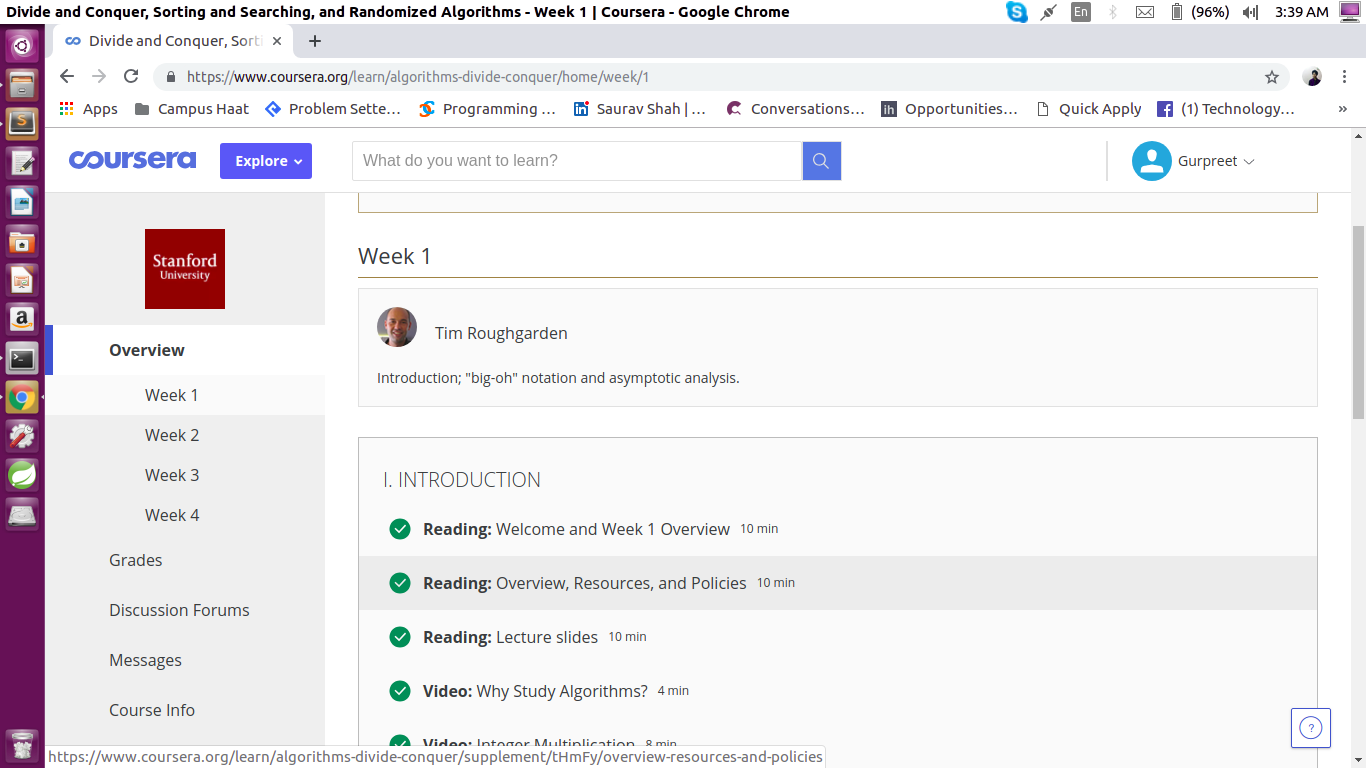 Divide and Conquer, Sorting and Searching, and Randomized Algorithms - Week 1 | Coursera - Google Chrome
En
(96%)
3:39 AM
Divide and Conquer, Sorti
https://www.coursera.org/learn/algorithms-divide-conquer/home/week/1
Apps
Campus Haat
Problem Sette...
Programming ...
Saurav Shah | ...
Conversations...
ih
Opportunities...
Quick Apply
(1) Technology...
»
coursera
Explore
What do you want to learn?
Gurpreet
Stanford
University
Overview
Week 1
Week 2
Week 3
Week 4
Grades
Discussion Forums
Messages
Course Info
Week 1
Tim Roughgarden
Introduction; "big-oh" notation and asymptotic analysis.
I. INTRODUCTION
Reading: Welcome and Week 1 Overview 10 min
Reading: Overview, Resources, and Policies 10 min
Reading: Lecture slides 10 min
Video: Why Study Algorithms? 4 min
Video: Integer Multiplication 8 min
?
https://www.coursera.org/learn/algorithms-divide-conquer/supplement/tHmFy/overview-resources-and-policies